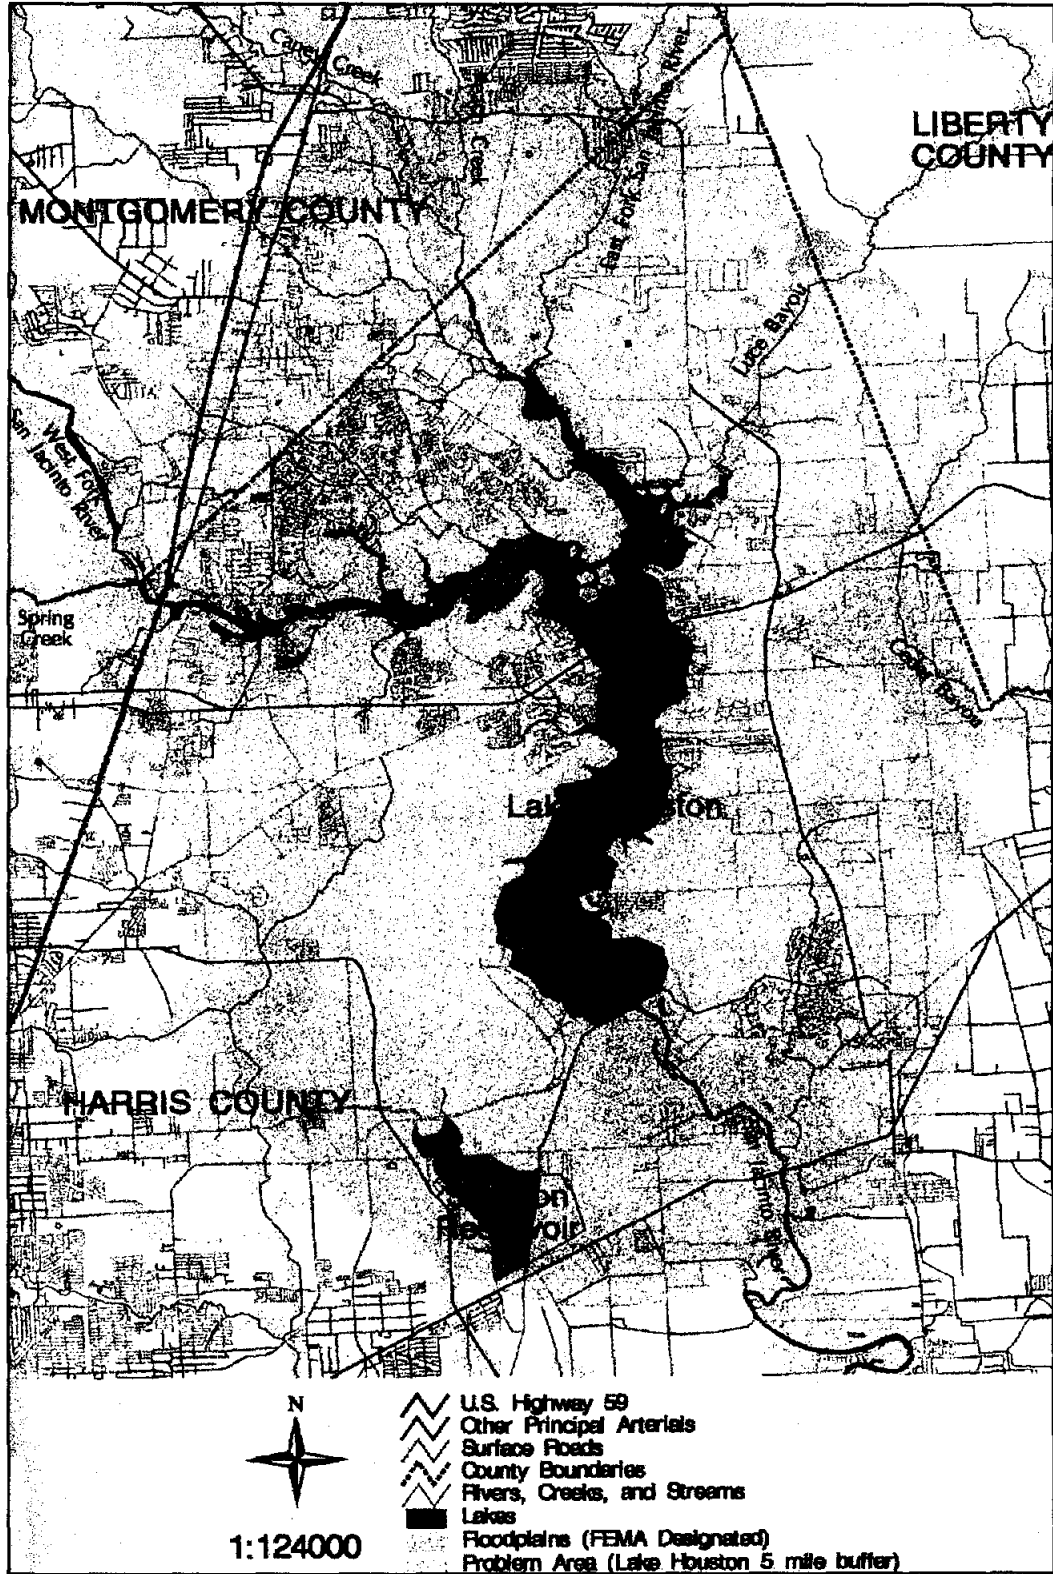 Caney Creek
Creek
East Fork San Jacinto River
LIBERTY
COUNTY
MONTGOMERY COUNTY
Luce Bayou
West Fork
San Jacinto River
Spring
Creek
Cedar Bayou
HARRIS COUNTY
N
1:124000
U.S. Highway 59
Other Principal Arterials
Surface Roads
County Boundaries
Rivers, Creeks, and Streams
Lakes
Floodplains (FEMA Designated)
Problem Area (Lake Houston 5 mile buffer)